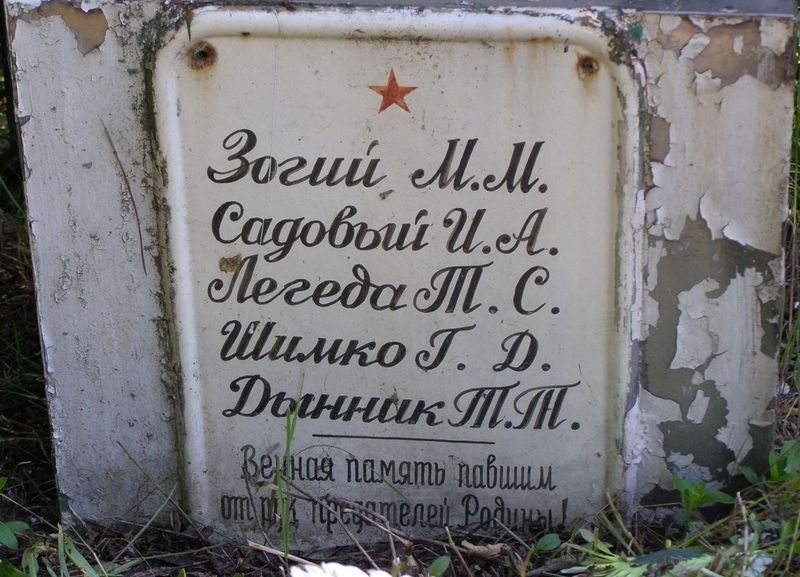 Зогий М.М.
Садовый И.А.
Легеда Т.С.
Шимко Г.Д.
Дынник Т.Т.
Вечная память павшим
от рук предателей Родины!